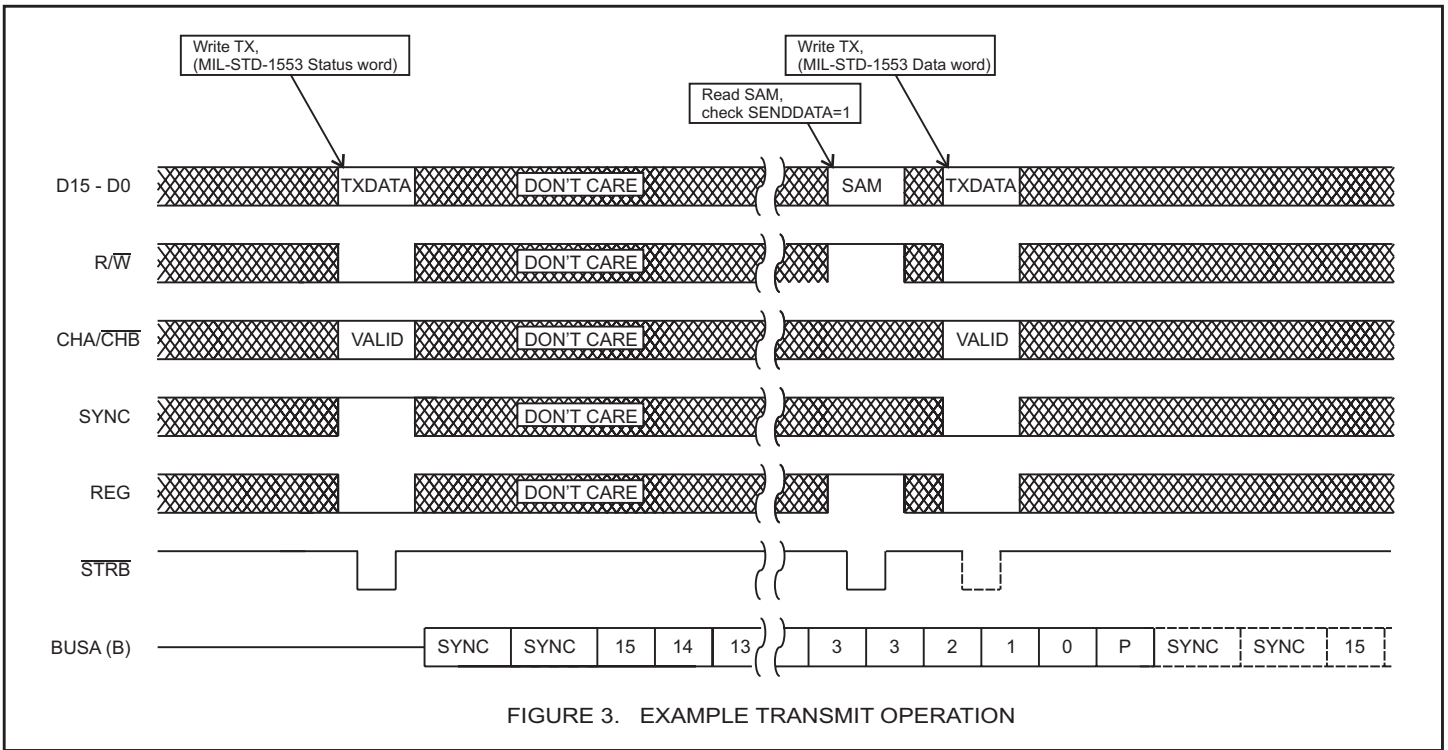 Write TX,
(MIL-STD-1553 Status word)
Write TX,
(MIL-STD-1553 Data word)
Read SAM,
check SENDDATA=1
D15 - D0 TXDATA DON'T CARE SAM TXDATA
R/W DON'T CARE
CHA/CHB VALID DON'T CARE VALID
SYNC DON'T CARE
REG DON'T CARE
STRB
BUSA (B) SYNC SYNC 15 14 13 3 3 2 1 0 P SYNC SYNC 15
FIGURE 3. EXAMPLE TRANSMIT OPERATION